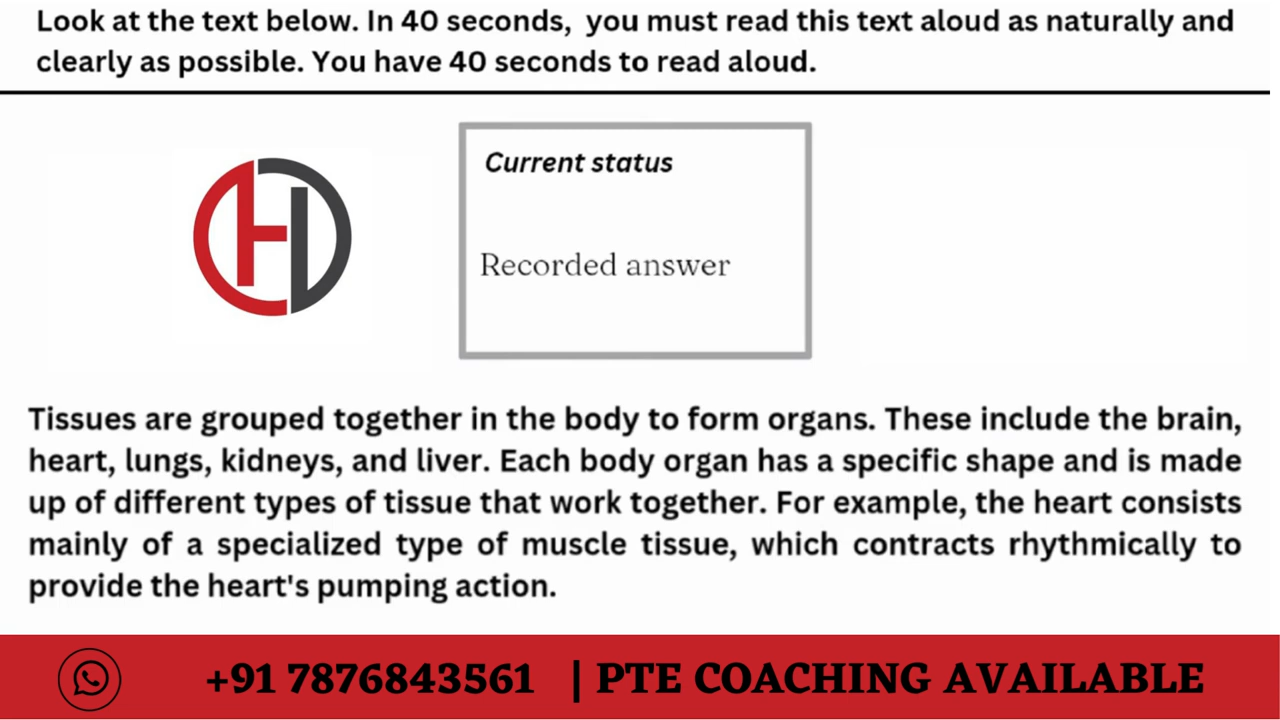 Look at the text below. In 40 seconds, you must read this text aloud as naturally and
clearly as possible. You have 40 seconds to read aloud.
Current status
Recorded answer
Tissues are grouped together in the body to form organs. These include the brain,
heart, lungs, kidneys, and liver. Each body organ has a specific shape and is made
up of different types of tissue that work together. For example, the heart consists
mainly of a specialized type of muscle tissue, which contracts rhythmically to
provide the heart's pumping action.
+91 7876843561 | PTE COACHING AVAILABLE